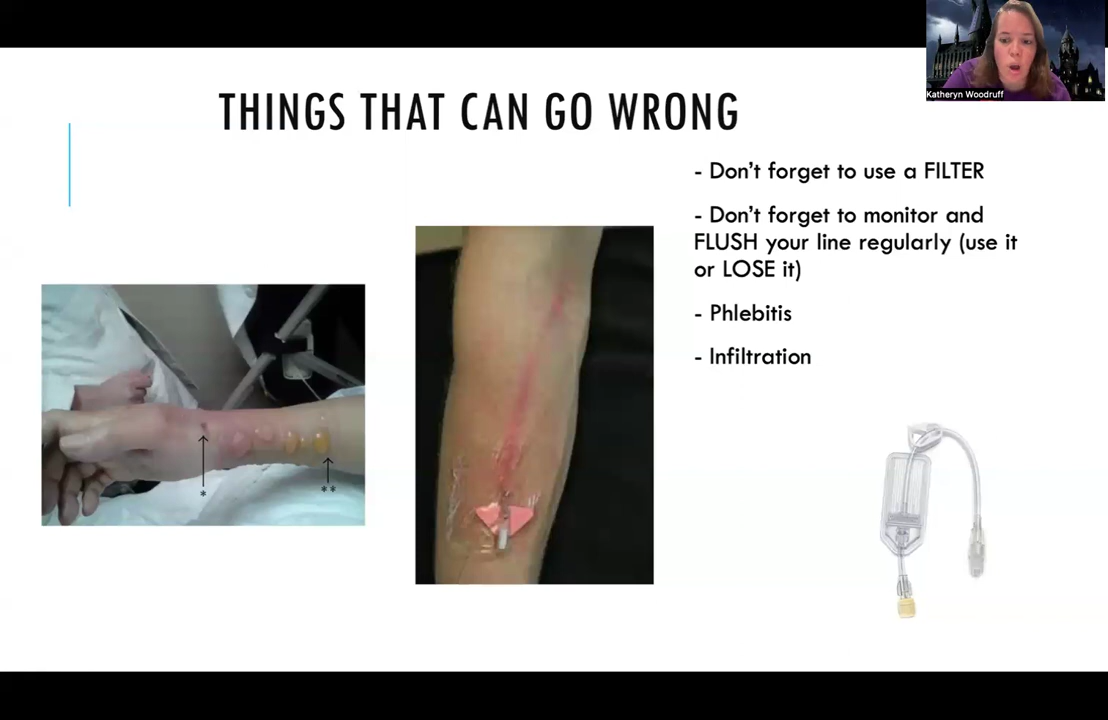 THINGS THAT CAN GO WRONG
Katheryn Woodruff
- Don't forget to use a FILTER
- Don't forget to monitor and
FLUSH your line regularly (use it
or LOSE it)
- Phlebitis
- Infiltration
*
**